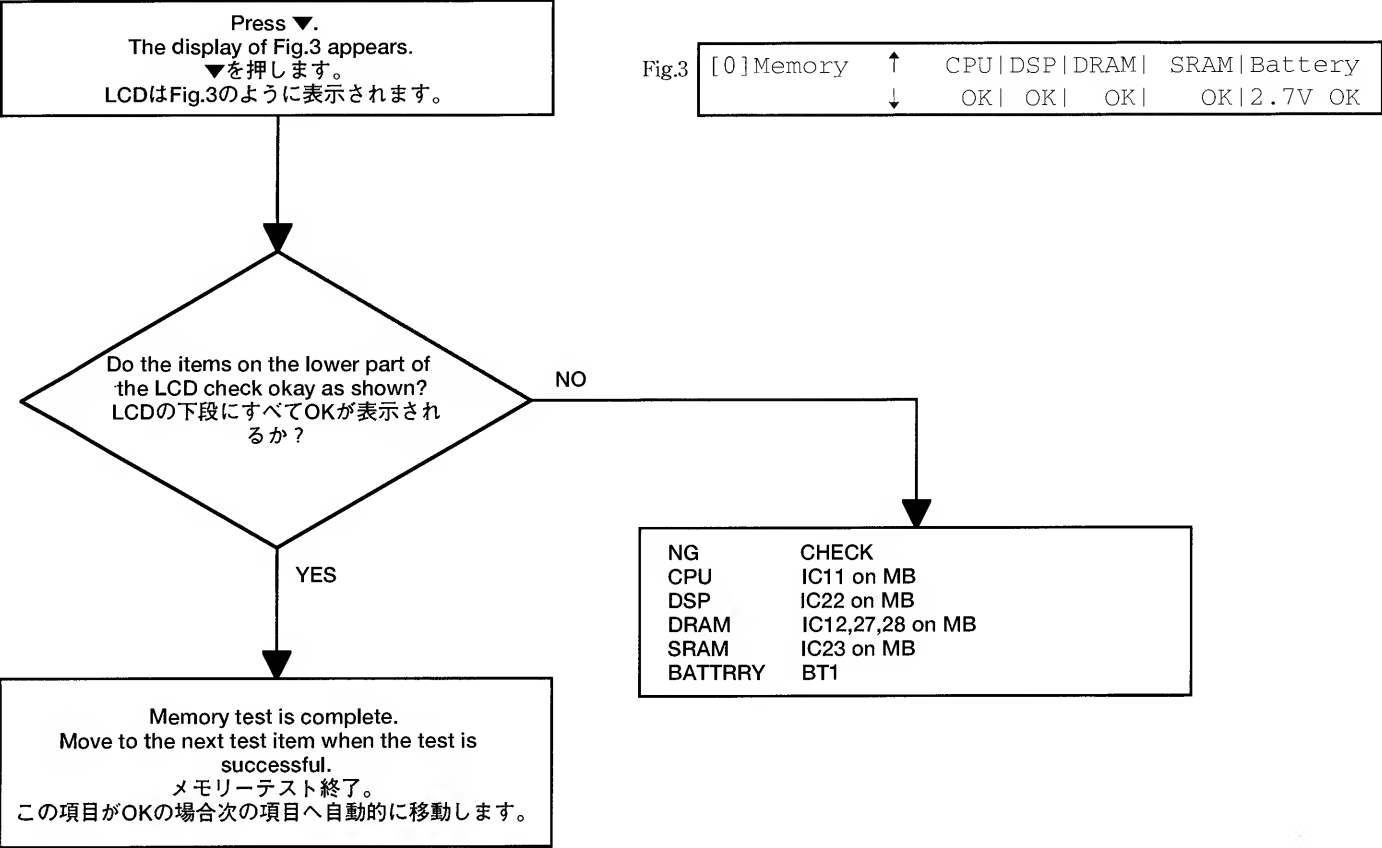 Press ▼.
The display of Fig.3 appears.
▼を押します。
LCDはFig.3のように表示されます。
Fig.3
[0]Memory ↑ CPU|DSP|DRAM| SRAM|Battery
↓ OK| OK| OK| OK|2.7V OK
Do the items on the lower part of
the LCD check okay as shown?
LCDの下段にすべてOKが表示され
るか？
NO
YES
NG CHECK
CPU IC11 on MB
DSP IC22 on MB
DRAM IC12,27,28 on MB
SRAM IC23 on MB
BATTRRY BT1
Memory test is complete.
Move to the next test item when the test is
successful.
メモリーテスト終了。
この項目がOKの場合次の項目へ自動的に移動します。